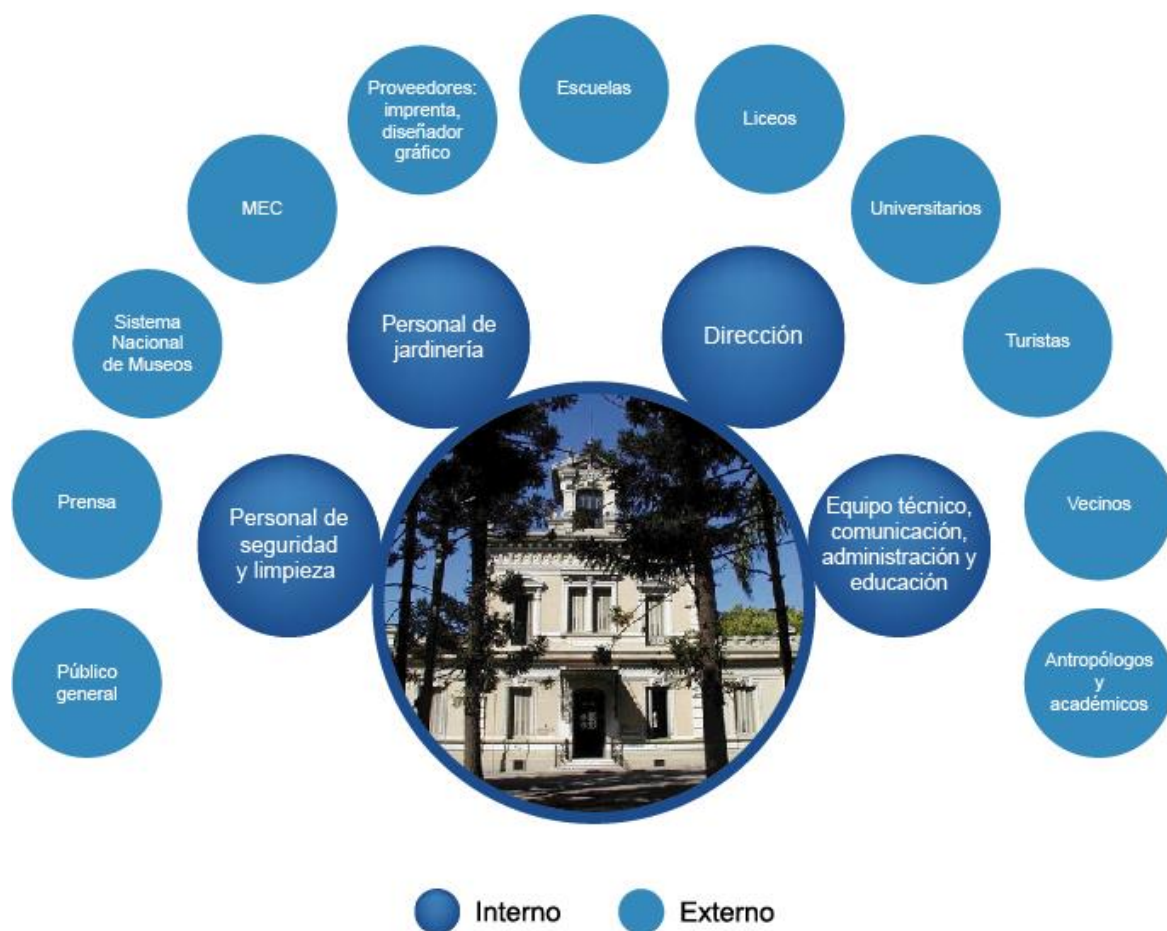 Proveedores:
imprenta,
diseñador
gráfico
Escuelas
Liceos
MEC
Universitarios
Sistema
Nacional
de Museos
Personal de
jardinería
Dirección
Turistas
Prensa
Personal de
seguridad
y limpieza
Equipo técnico,
comunicación,
administración y
educación
Vecinos
Público
general
Antropólogos
y
académicos
Interno
Externo